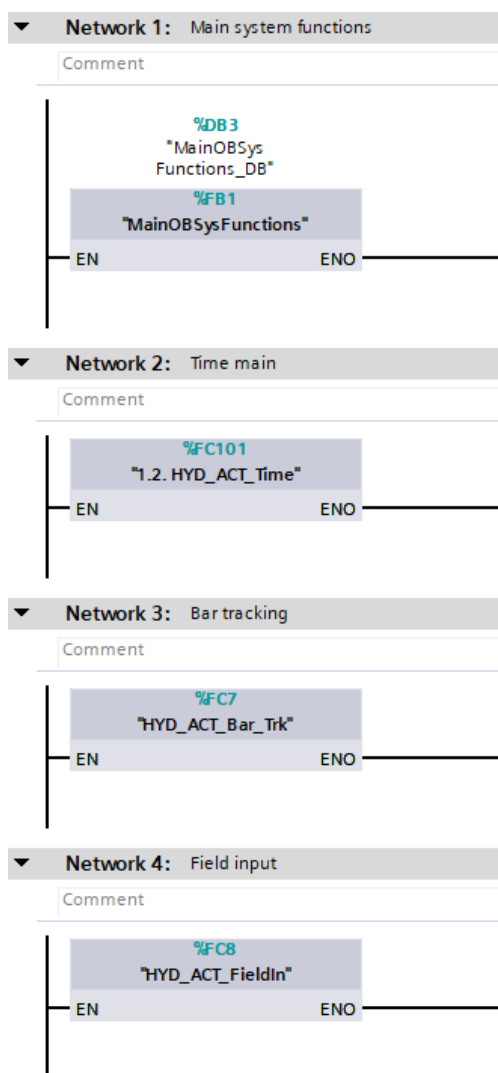 Network 1: Main system functions
Comment
%DB3
"MainOBSys
Functions_DB"
%FB1
"MainOBSysFunctions"
EN ENO
Network 2: Time main
Comment
%FC101
"1.2. HYD_ACT_Time"
EN ENO
Network 3: Bar tracking
Comment
%FC7
"HYD_ACT_Bar_Trk"
EN ENO
Network 4: Field input
Comment
%FC8
"HYD_ACT_FieldIn"
EN ENO